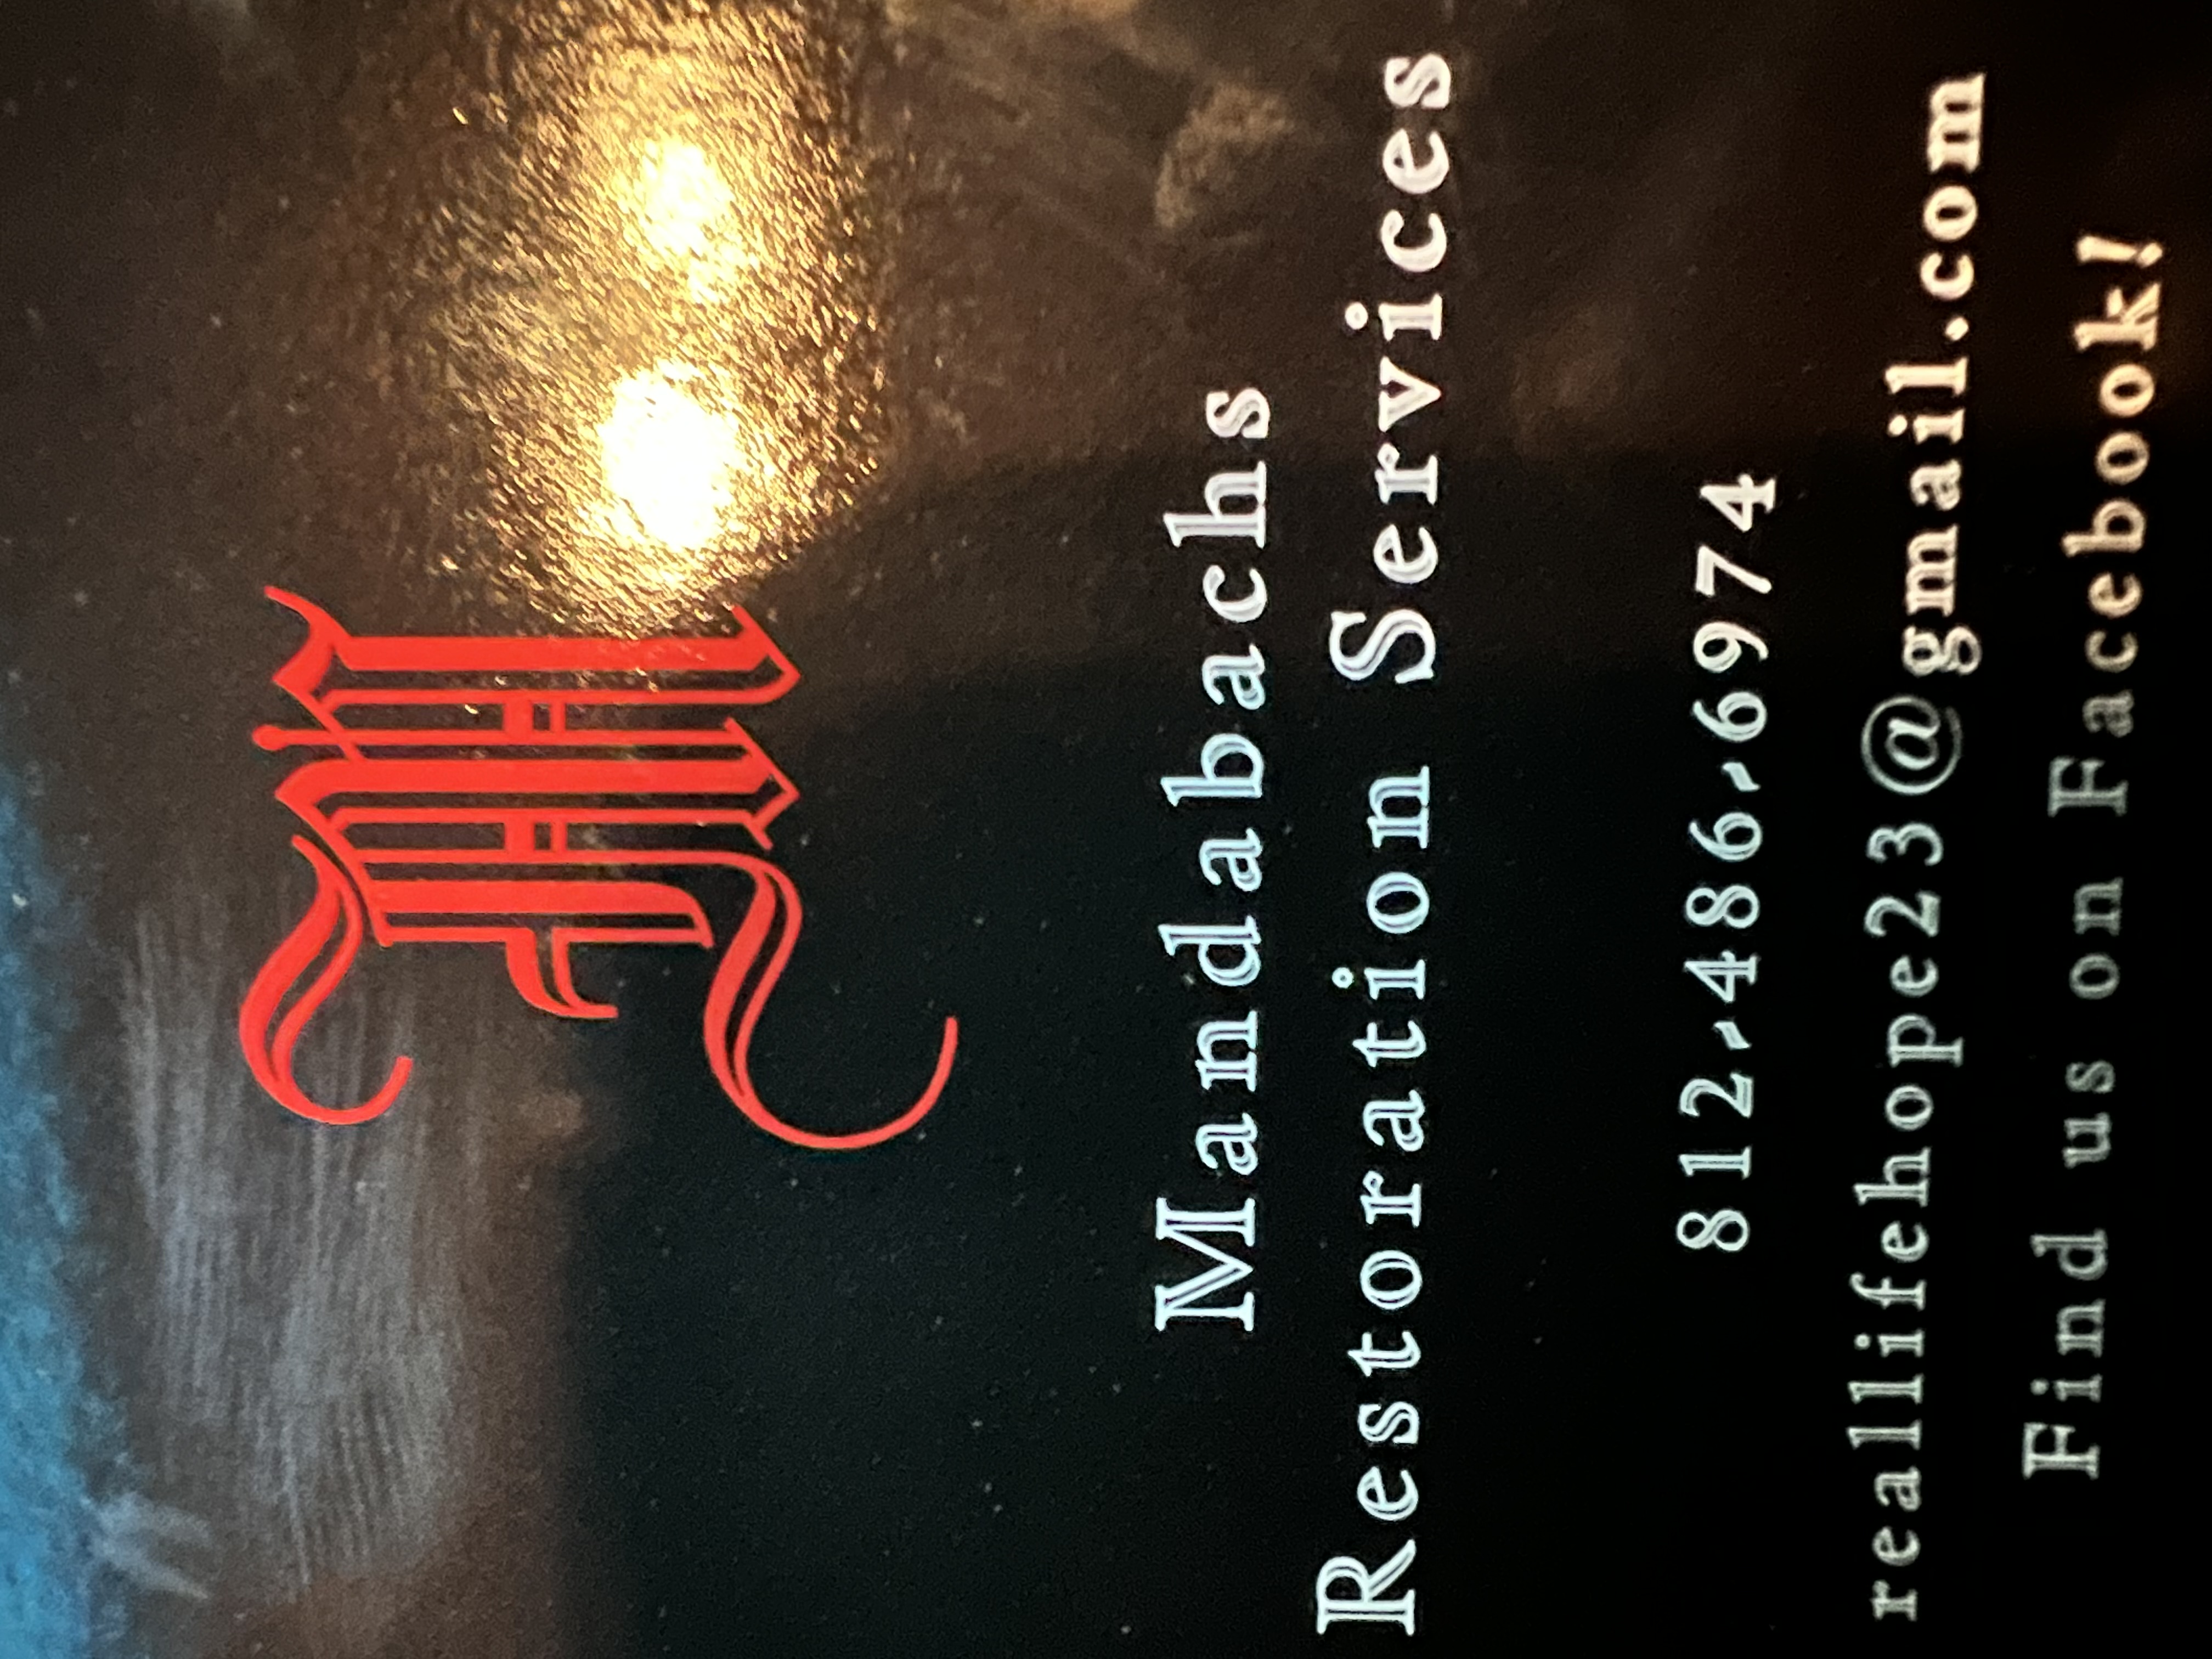 M
Mandabachs
Restoration Services
812-486-6974
reallifehope23@gmail.com
Find us on Facebook!